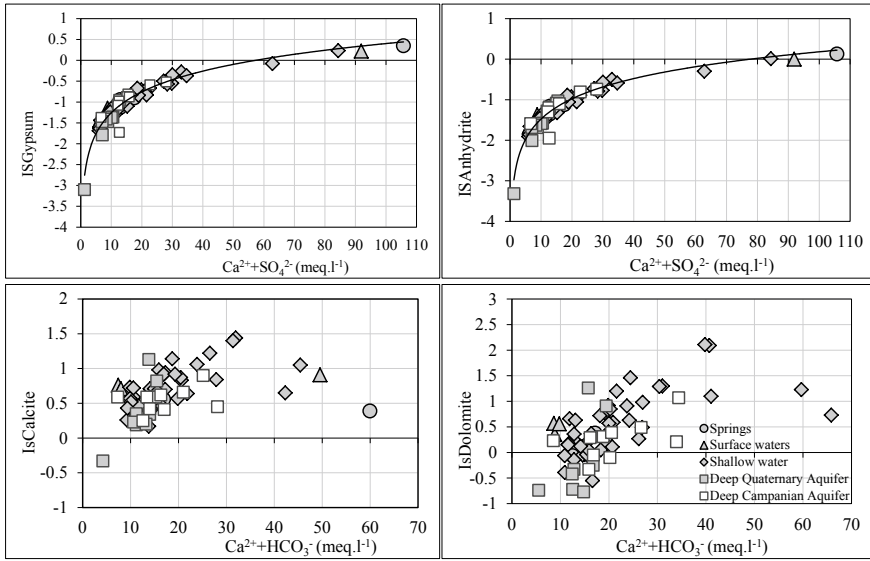 1
0.5
0
-0.5
-1
-1.5
-2
-2.5
-3
-3.5
-4
0 10 20 30 40 50 60 70 80 90 100 110
ISGypsum
Ca²⁺+SO₄²⁻ (meq.l⁻¹)
1
0
-1
-2
-3
-4
0 10 20 30 40 50 60 70 80 90 100 110
ISAnhydrite
Ca²⁺+SO₄²⁻ (meq.l⁻¹)
2
1.5
1
0.5
0
0.5
-1
0 10 20 30 40 50 60 70
IsCalcite
Ca²⁺+HCO₃⁻ (meq.l⁻¹)
3
2.5
2
1.5
1
0.5
0
-0.5
-1
0 10 20 30 40 50 60 70
IsDolomite
Ca²⁺+HCO₃⁻ (meq.l⁻¹)
Springs
Surface waters
Shallow water
Deep Quaternary Aquifer
Deep Campanian Aquifer